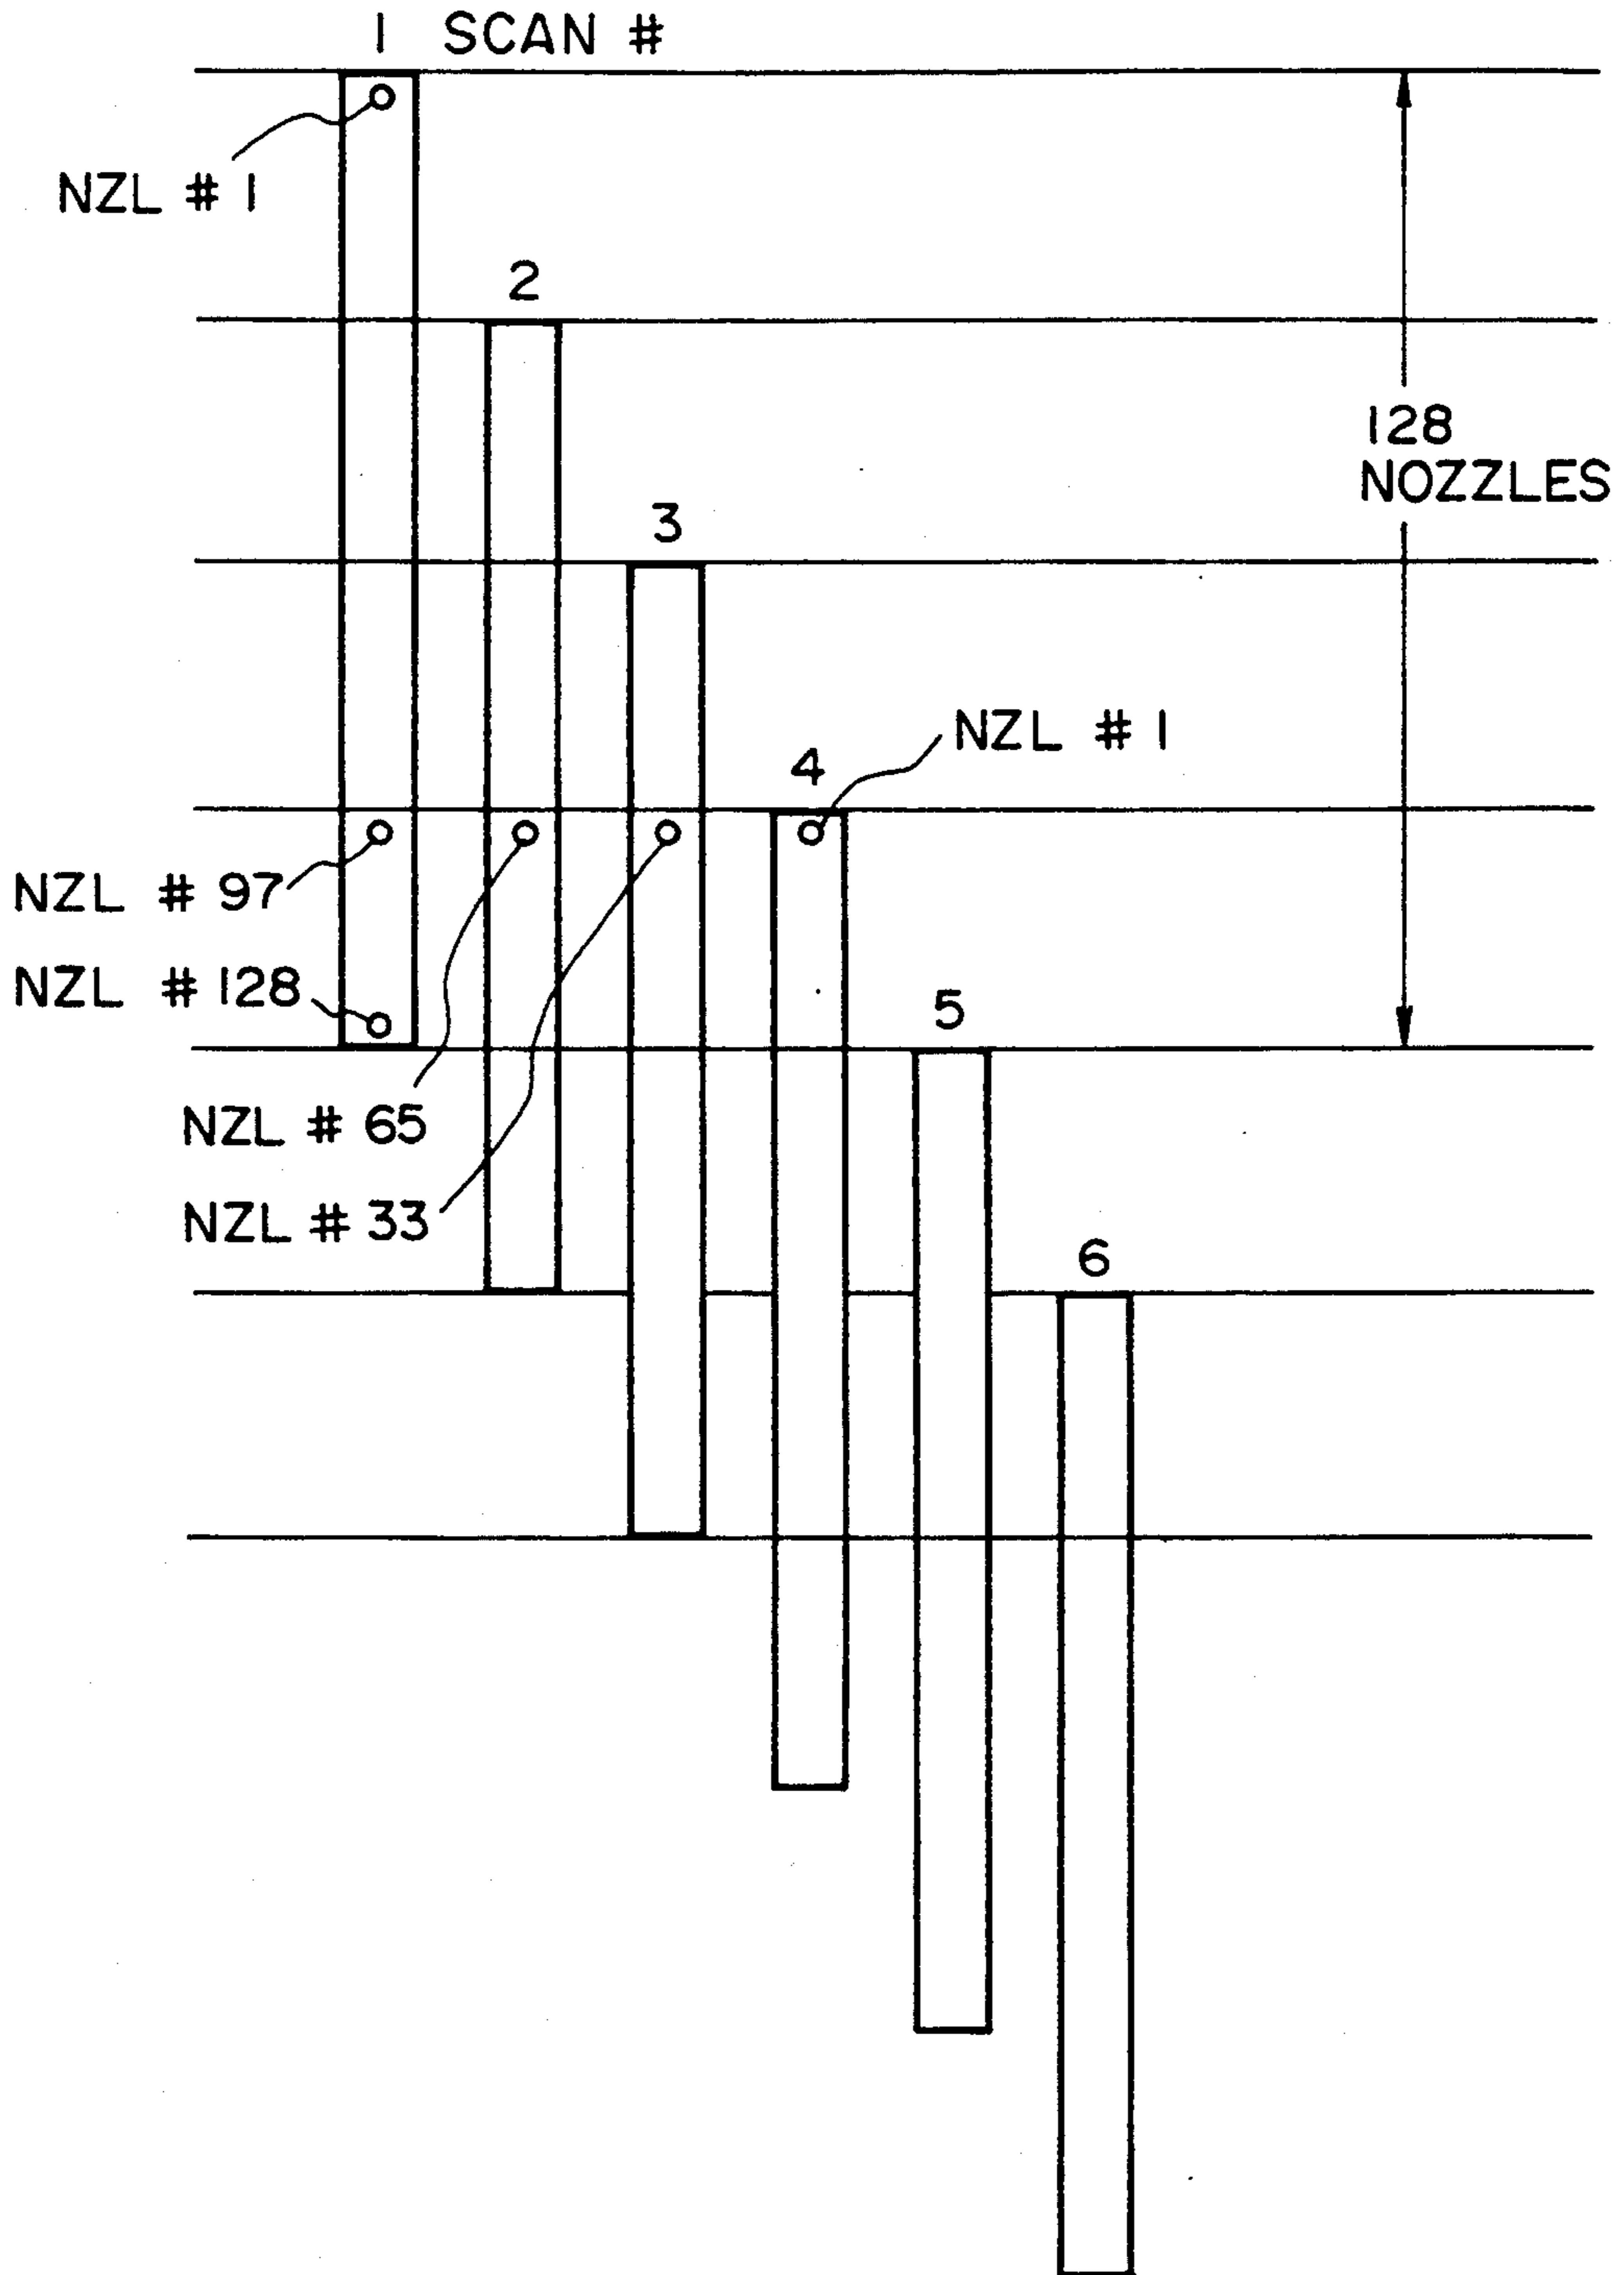 1 SCAN #
NZL # 1
2
128
NOZZLES
3
NZL # 1
4
NZL # 97
NZL # 128
5
NZL # 65
NZL # 33
6